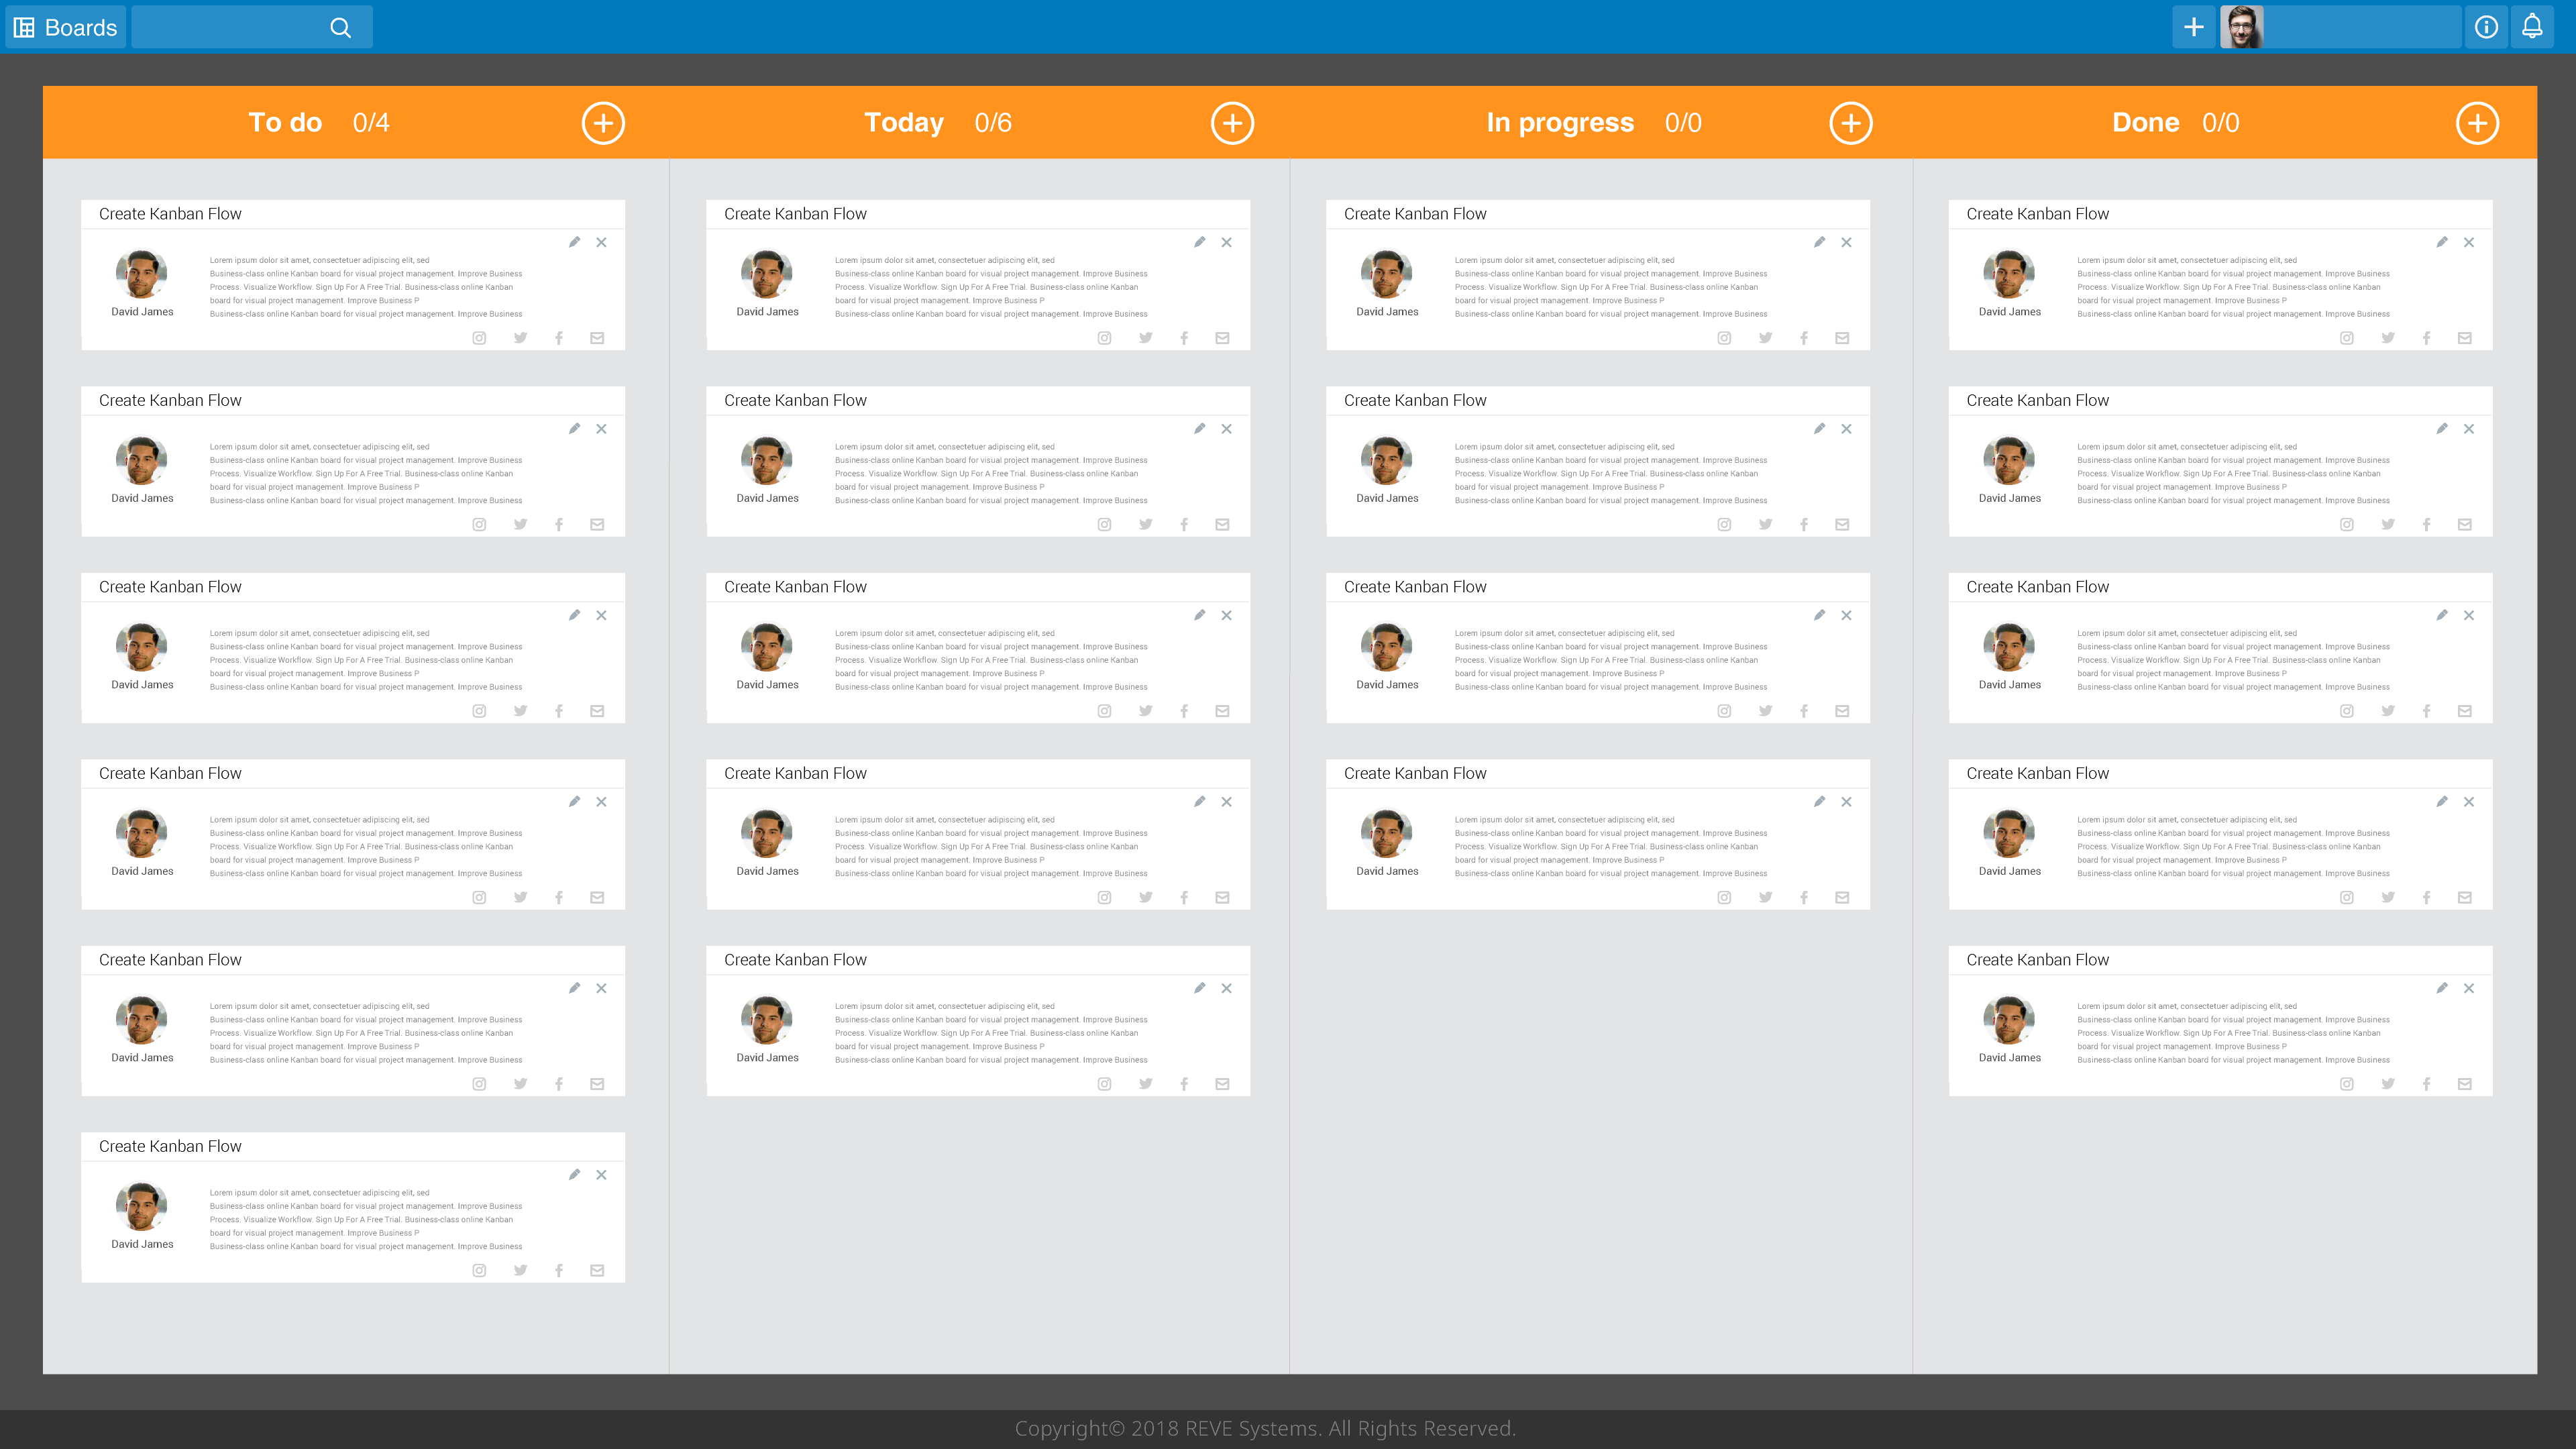 Boards
To do 0/4
Today 0/6
In progress 0/0
Done 0/0
Create Kanban Flow
Lorem ipsum dolor sit amet, consectetuer adipiscing elit, sed
Business-class online Kanban board for visual project management. Improve Business
Process. Visualize Workflow. Sign Up For A Free Trial. Business-class online Kanban
board for visual project management. Improve Business P
Business-class online Kanban board for visual project management. Improve Business
David James
Create Kanban Flow
Lorem ipsum dolor sit amet, consectetuer adipiscing elit, sed
Business-class online Kanban board for visual project management. Improve Business
Process. Visualize Workflow. Sign Up For A Free Trial. Business-class online Kanban
board for visual project management. Improve Business P
Business-class online Kanban board for visual project management. Improve Business
David James
Create Kanban Flow
Lorem ipsum dolor sit amet, consectetuer adipiscing elit, sed
Business-class online Kanban board for visual project management. Improve Business
Process. Visualize Workflow. Sign Up For A Free Trial. Business-class online Kanban
board for visual project management. Improve Business P
Business-class online Kanban board for visual project management. Improve Business
David James
Create Kanban Flow
Lorem ipsum dolor sit amet, consectetuer adipiscing elit, sed
Business-class online Kanban board for visual project management. Improve Business
Process. Visualize Workflow. Sign Up For A Free Trial. Business-class online Kanban
board for visual project management. Improve Business P
Business-class online Kanban board for visual project management. Improve Business
David James
Create Kanban Flow
Lorem ipsum dolor sit amet, consectetuer adipiscing elit, sed
Business-class online Kanban board for visual project management. Improve Business
Process. Visualize Workflow. Sign Up For A Free Trial. Business-class online Kanban
board for visual project management. Improve Business P
Business-class online Kanban board for visual project management. Improve Business
David James
Create Kanban Flow
Lorem ipsum dolor sit amet, consectetuer adipiscing elit, sed
Business-class online Kanban board for visual project management. Improve Business
Process. Visualize Workflow. Sign Up For A Free Trial. Business-class online Kanban
board for visual project management. Improve Business P
Business-class online Kanban board for visual project management. Improve Business
David James
Create Kanban Flow
Lorem ipsum dolor sit amet, consectetuer adipiscing elit, sed
Business-class online Kanban board for visual project management. Improve Business
Process. Visualize Workflow. Sign Up For A Free Trial. Business-class online Kanban
board for visual project management. Improve Business P
Business-class online Kanban board for visual project management. Improve Business
David James
Create Kanban Flow
Lorem ipsum dolor sit amet, consectetuer adipiscing elit, sed
Business-class online Kanban board for visual project management. Improve Business
Process. Visualize Workflow. Sign Up For A Free Trial. Business-class online Kanban
board for visual project management. Improve Business P
Business-class online Kanban board for visual project management. Improve Business
David James
Create Kanban Flow
Lorem ipsum dolor sit amet, consectetuer adipiscing elit, sed
Business-class online Kanban board for visual project management. Improve Business
Process. Visualize Workflow. Sign Up For A Free Trial. Business-class online Kanban
board for visual project management. Improve Business P
Business-class online Kanban board for visual project management. Improve Business
David James
Create Kanban Flow
Lorem ipsum dolor sit amet, consectetuer adipiscing elit, sed
Business-class online Kanban board for visual project management. Improve Business
Process. Visualize Workflow. Sign Up For A Free Trial. Business-class online Kanban
board for visual project management. Improve Business P
Business-class online Kanban board for visual project management. Improve Business
David James
Create Kanban Flow
Lorem ipsum dolor sit amet, consectetuer adipiscing elit, sed
Business-class online Kanban board for visual project management. Improve Business
Process. Visualize Workflow. Sign Up For A Free Trial. Business-class online Kanban
board for visual project management. Improve Business P
Business-class online Kanban board for visual project management. Improve Business
David James
Create Kanban Flow
Lorem ipsum dolor sit amet, consectetuer adipiscing elit, sed
Business-class online Kanban board for visual project management. Improve Business
Process. Visualize Workflow. Sign Up For A Free Trial. Business-class online Kanban
board for visual project management. Improve Business P
Business-class online Kanban board for visual project management. Improve Business
David James
Create Kanban Flow
Lorem ipsum dolor sit amet, consectetuer adipiscing elit, sed
Business-class online Kanban board for visual project management. Improve Business
Process. Visualize Workflow. Sign Up For A Free Trial. Business-class online Kanban
board for visual project management. Improve Business P
Business-class online Kanban board for visual project management. Improve Business
David James
Create Kanban Flow
Lorem ipsum dolor sit amet, consectetuer adipiscing elit, sed
Business-class online Kanban board for visual project management. Improve Business
Process. Visualize Workflow. Sign Up For A Free Trial. Business-class online Kanban
board for visual project management. Improve Business P
Business-class online Kanban board for visual project management. Improve Business
David James
Create Kanban Flow
Lorem ipsum dolor sit amet, consectetuer adipiscing elit, sed
Business-class online Kanban board for visual project management. Improve Business
Process. Visualize Workflow. Sign Up For A Free Trial. Business-class online Kanban
board for visual project management. Improve Business P
Business-class online Kanban board for visual project management. Improve Business
David James
Create Kanban Flow
Lorem ipsum dolor sit amet, consectetuer adipiscing elit, sed
Business-class online Kanban board for visual project management. Improve Business
Process. Visualize Workflow. Sign Up For A Free Trial. Business-class online Kanban
board for visual project management. Improve Business P
Business-class online Kanban board for visual project management. Improve Business
David James
Create Kanban Flow
Lorem ipsum dolor sit amet, consectetuer adipiscing elit, sed
Business-class online Kanban board for visual project management. Improve Business
Process. Visualize Workflow. Sign Up For A Free Trial. Business-class online Kanban
board for visual project management. Improve Business P
Business-class online Kanban board for visual project management. Improve Business
David James
Create Kanban Flow
Lorem ipsum dolor sit amet, consectetuer adipiscing elit, sed
Business-class online Kanban board for visual project management. Improve Business
Process. Visualize Workflow. Sign Up For A Free Trial. Business-class online Kanban
board for visual project management. Improve Business P
Business-class online Kanban board for visual project management. Improve Business
David James
Create Kanban Flow
Lorem ipsum dolor sit amet, consectetuer adipiscing elit, sed
Business-class online Kanban board for visual project management. Improve Business
Process. Visualize Workflow. Sign Up For A Free Trial. Business-class online Kanban
board for visual project management. Improve Business P
Business-class online Kanban board for visual project management. Improve Business
David James
Create Kanban Flow
Lorem ipsum dolor sit amet, consectetuer adipiscing elit, sed
Business-class online Kanban board for visual project management. Improve Business
Process. Visualize Workflow. Sign Up For A Free Trial. Business-class online Kanban
board for visual project management. Improve Business P
Business-class online Kanban board for visual project management. Improve Business
David James
Copyright© 2018 REVE Systems. All Rights Reserved.